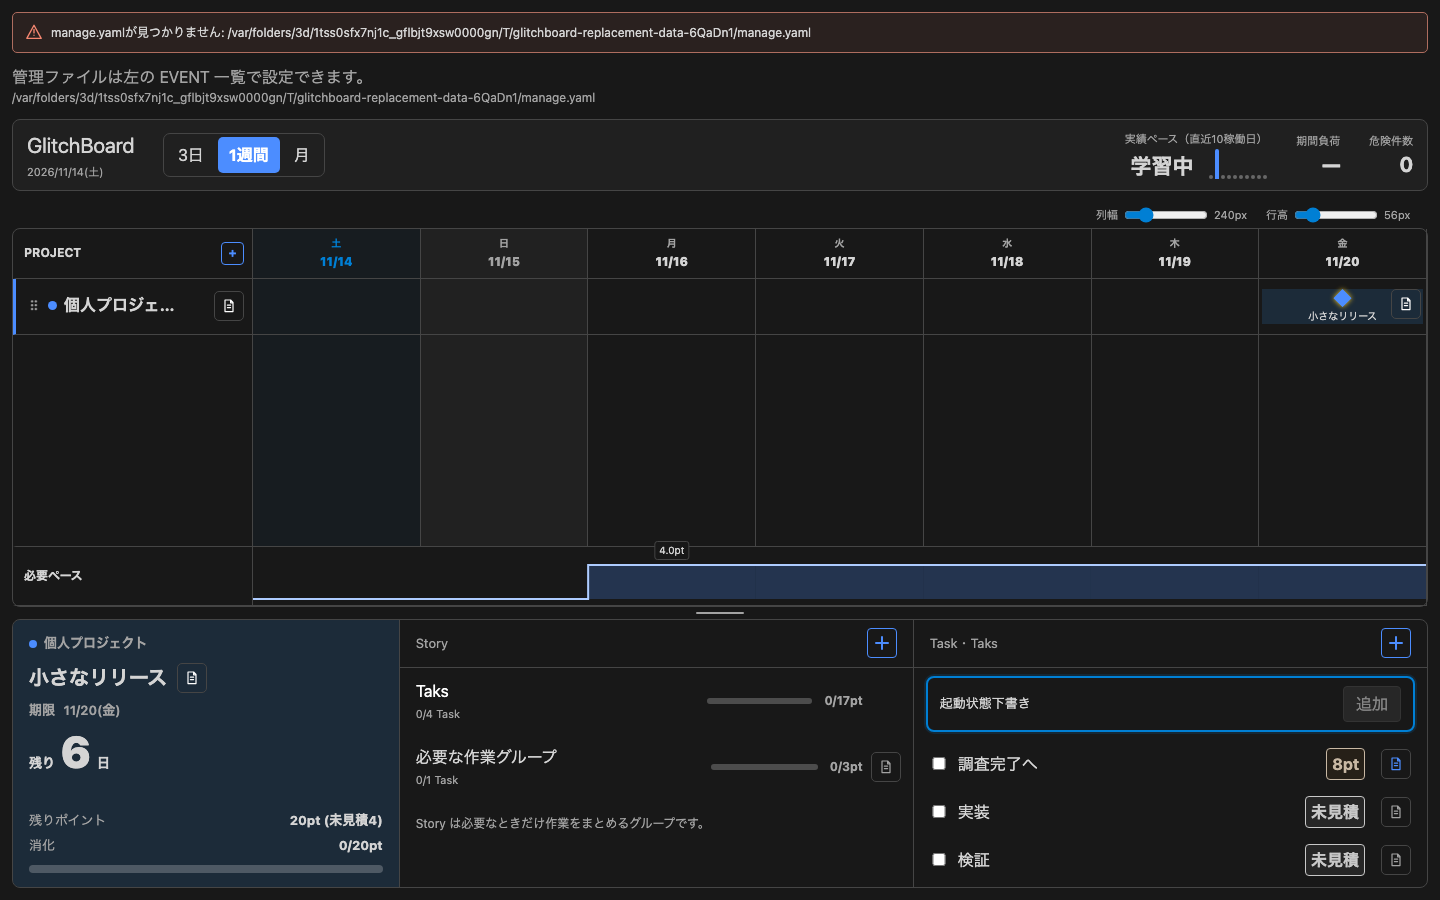 manage.yamlが見つかりません: /var/folders/3d/1tss0sfx7nj1c_gflbjt9xsw0000gn/T/glitchboard-replacement-data-6QaDn1/manage.yaml
管理ファイルは左の EVENT 一覧で設定できます。
/var/folders/3d/1tss0sfx7nj1c_gflbjt9xsw0000gn/T/glitchboard-replacement-data-6QaDn1/manage.yaml
GlitchBoard
2026/11/14(土)
3日 1週間 月
実績ペース（直近10稼働日）
学習中
期間負荷
—
危険件数
0
列幅 240px 行高 56px
PROJECT +
土 日 月 火 水 木 金
11/14 11/15 11/16 11/17 11/18 11/19 11/20
個人プロジェ...
小さなリリース
4.0pt
必要ペース
個人プロジェクト
小さなリリース
期限 11/20(金)
残り 6 日
残りポイント 20pt (未見積4)
消化 0/20pt
Story +
Taks 0/17pt
0/4 Task
必要な作業グループ 0/3pt
0/1 Task
Story は必要なときだけ作業をまとめるグループです。
Task · Taks +
起動状態下書き 追加
調査完了へ 8pt
実装 未見積
検証 未見積